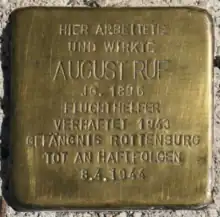 HIER ARBEITETE
UND WIRKTE
AUGUST RUF
JG. 1896
FLUCHTHELFER
VERHAFTET 1943
GEFÄNGNIS ROTTENBURG
TOT AN HAFTFOLGEN
8.4.1944